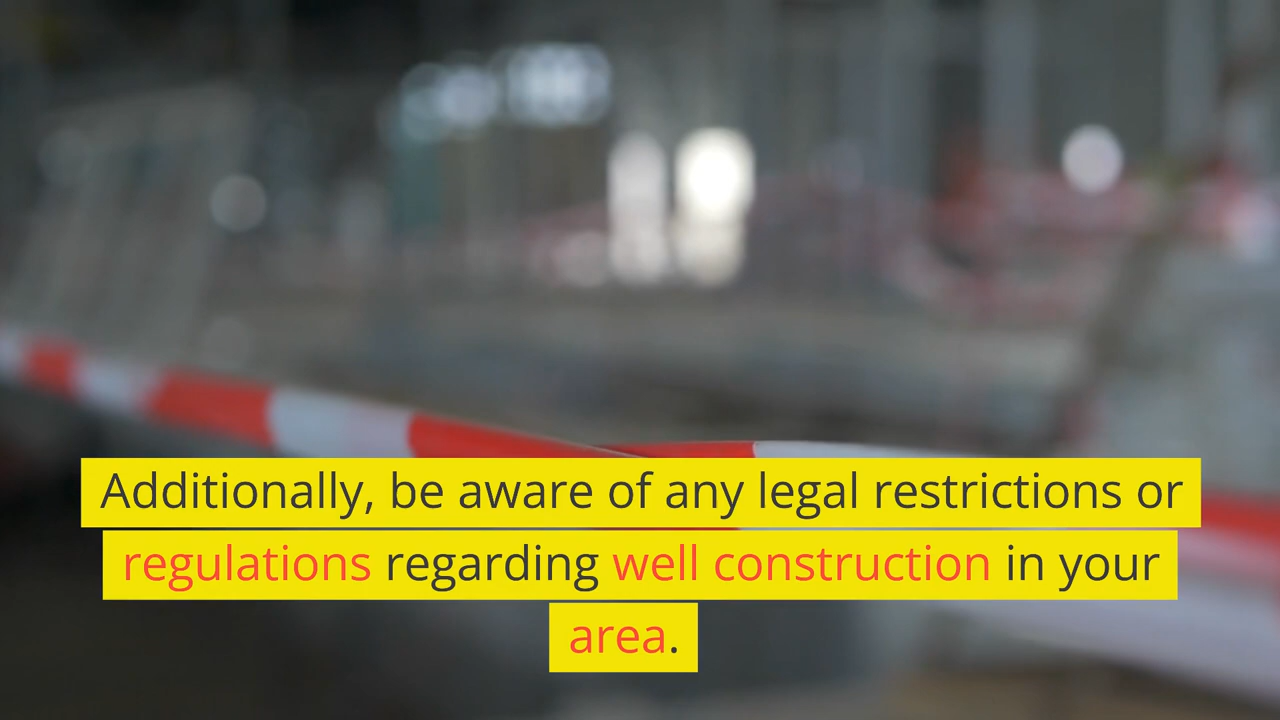 Additionally, be aware of any legal restrictions or
regulations regarding well construction in your
area.